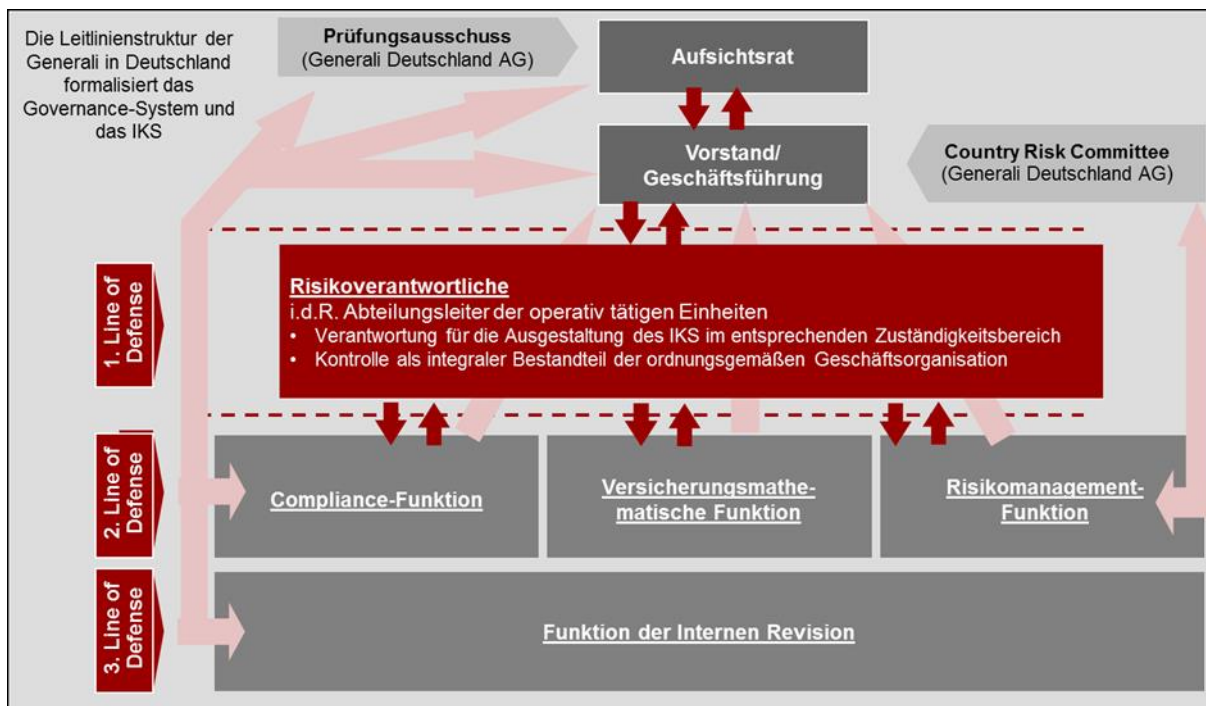 Die Leitlinienstruktur der
Generali in Deutschland
formalisiert das
Governance-System und
das IKS
Prüfungsausschuss
(Generali Deutschland AG)
Aufsichtsrat
Vorstand/
Geschäftsführung
Country Risk Committee
(Generali Deutschland AG)
1. Line of
Defense
Risikoverantwortliche
i.d.R. Abteilungsleiter der operativ tätigen Einheiten
• Verantwortung für die Ausgestaltung des IKS im entsprechenden Zuständigkeitsbereich
• Kontrolle als integraler Bestandteil der ordnungsgemäßen Geschäftsorganisation
2. Line of
Defense
Compliance-Funktion
Versicherungsmathe-
matische Funktion
Risikomanagement-
Funktion
3. Line of
Defense
Funktion der Internen Revision